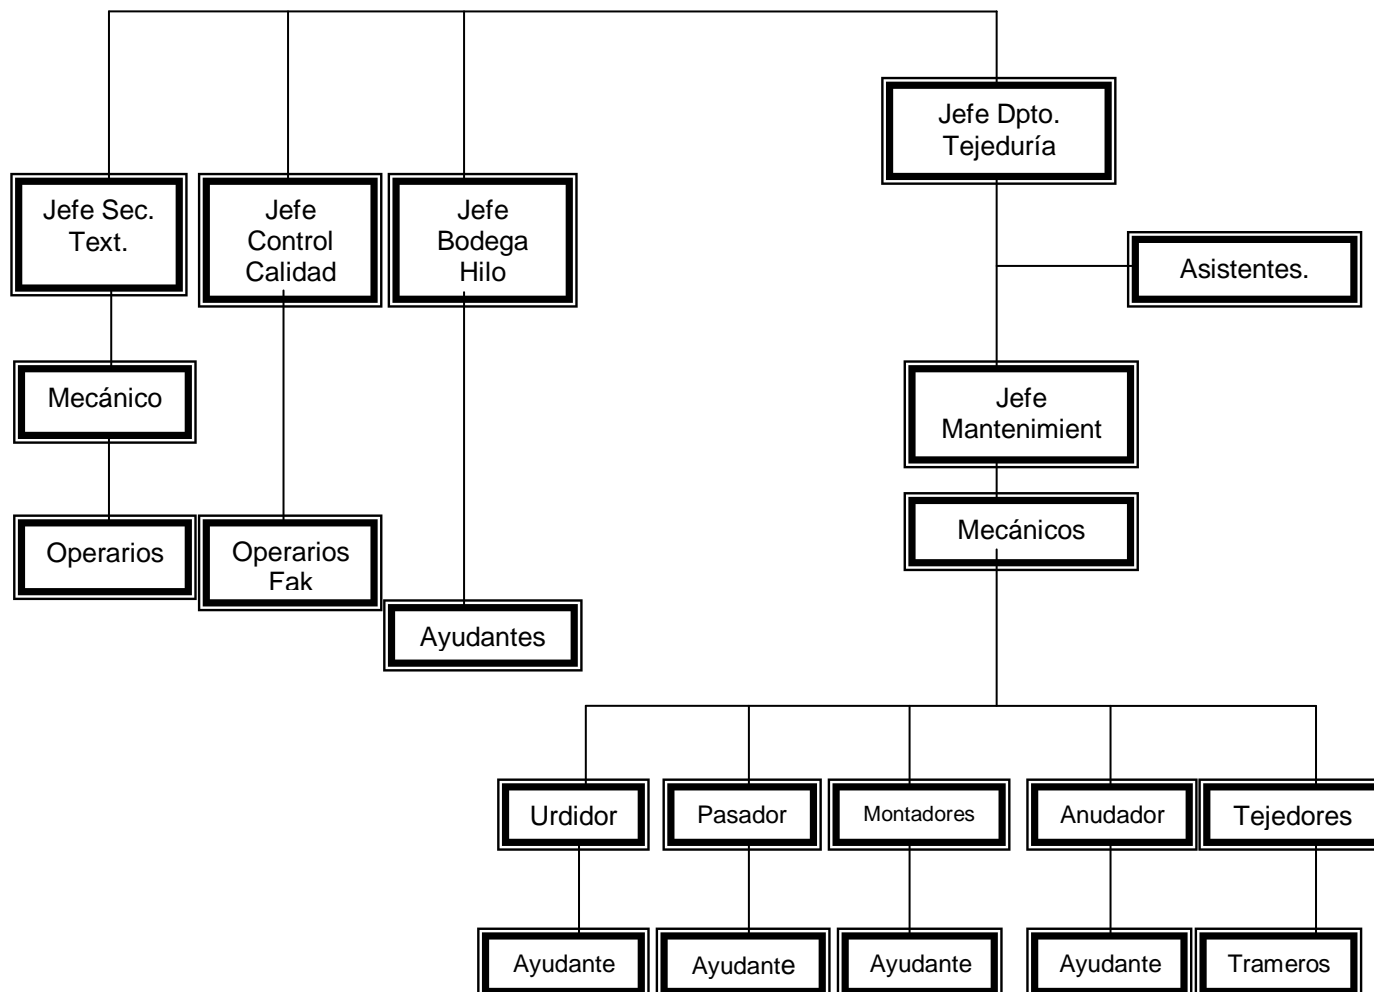 Jefe Dpto.
Tejeduría
Jefe Sec.
Text.
Jefe
Control
Calidad
Jefe
Bodega
Hilo
Asistentes.
Mecánico
Jefe
Mantenimient
Operarios
Operarios
Fak
Mecánicos
Ayudantes
Urdidor
Pasador
Montadores
Anudador
Tejedores
Ayudante
Ayudante
Ayudante
Ayudante
Trameros